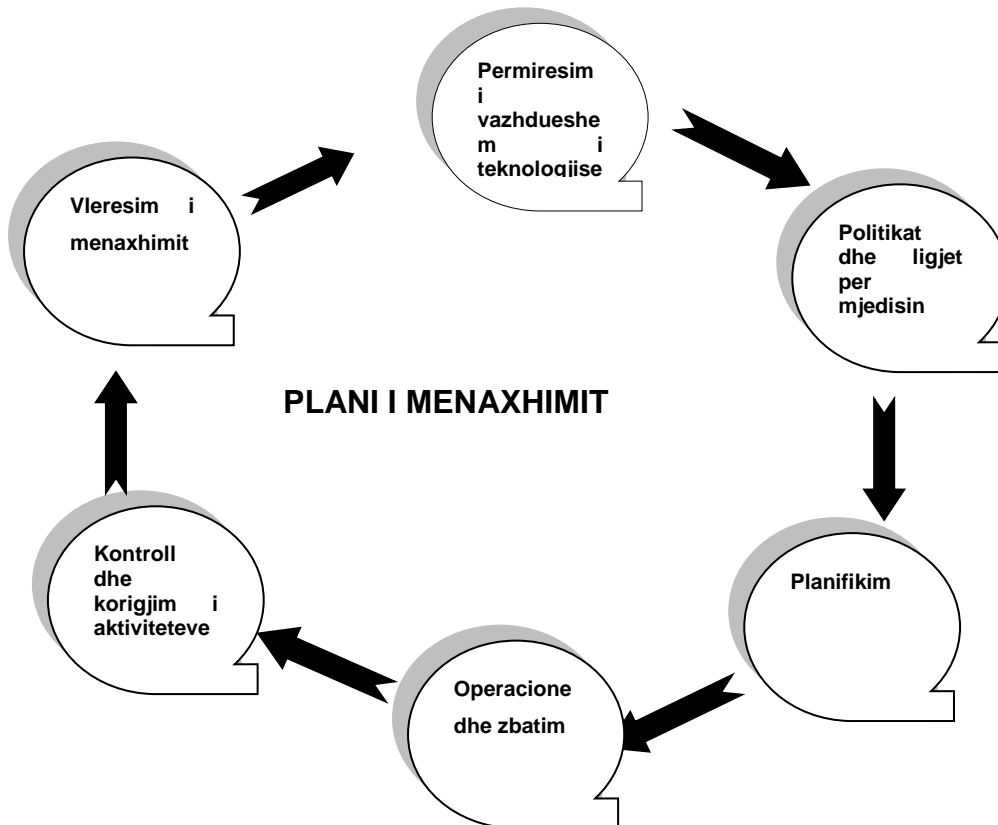 Permiresim
i
vazhdueshe
m i
teknologjise
Vleresim i
menaxhimit
Politikat
dhe ligjet
per
mjedisin
PLANI I MENAXHIMIT
Kontroll
dhe
korigjim i
aktiviteteve
Planifikim
Operacione
dhe zbatim